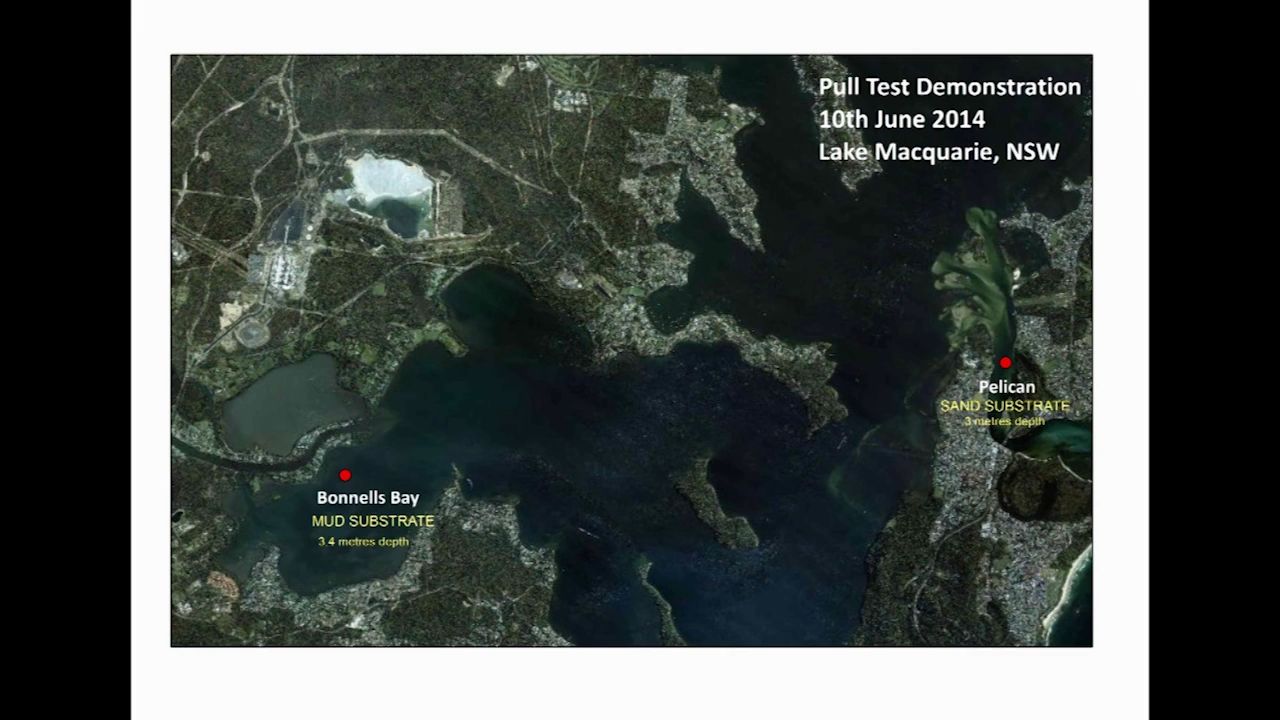 Pull Test Demonstration
10th June 2014
Lake Macquarie, NSW
Pelican
SAND SUBSTRATE
3 metres depth
Bonnells Bay
MUD SUBSTRATE
3.4 metres depth